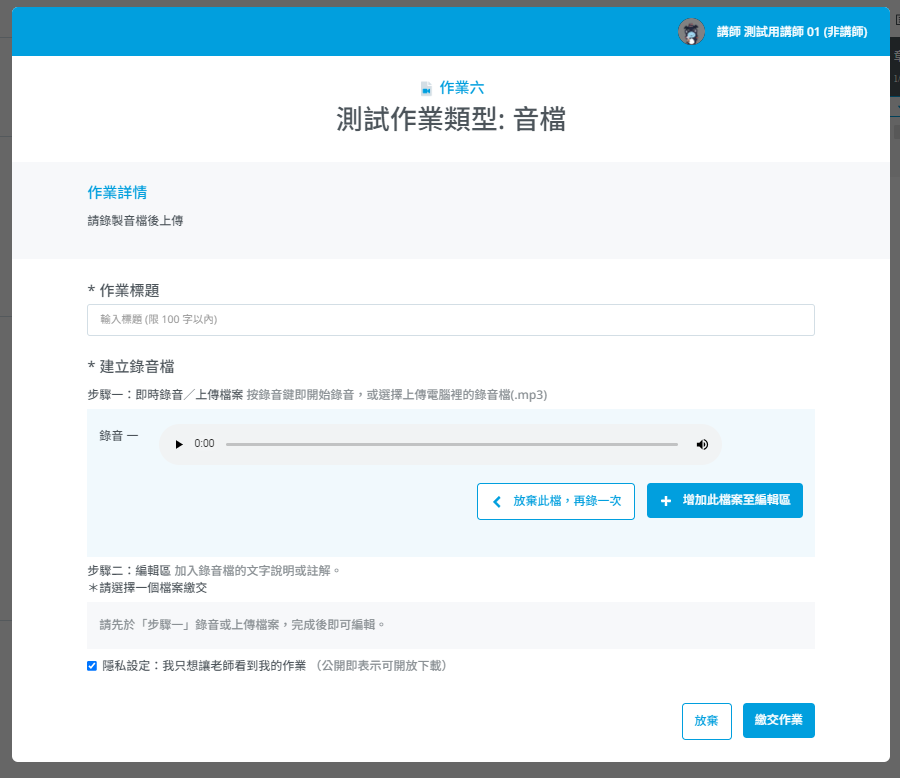 講師 測試用講師 01 (非講師)
作業六
測試作業類型: 音檔
作業詳情
請錄製音檔後上傳
* 作業標題
輸入標題 (限 100 字以內)
* 建立錄音檔
步驟一：即時錄音／上傳檔案 按錄音鍵即開始錄音，或選擇上傳電腦裡的錄音檔(.mp3)
錄音 一
0:00
放棄此檔，再錄一次
增加此檔案至編輯區
步驟二：編輯區 加入錄音檔的文字說明或註解。
＊請選擇一個檔案繳交
請先於「步驟一」錄音或上傳檔案，完成後即可編輯。
隱私設定：我只想讓老師看到我的作業 （公開即表示可開放下載）
放棄
繳交作業